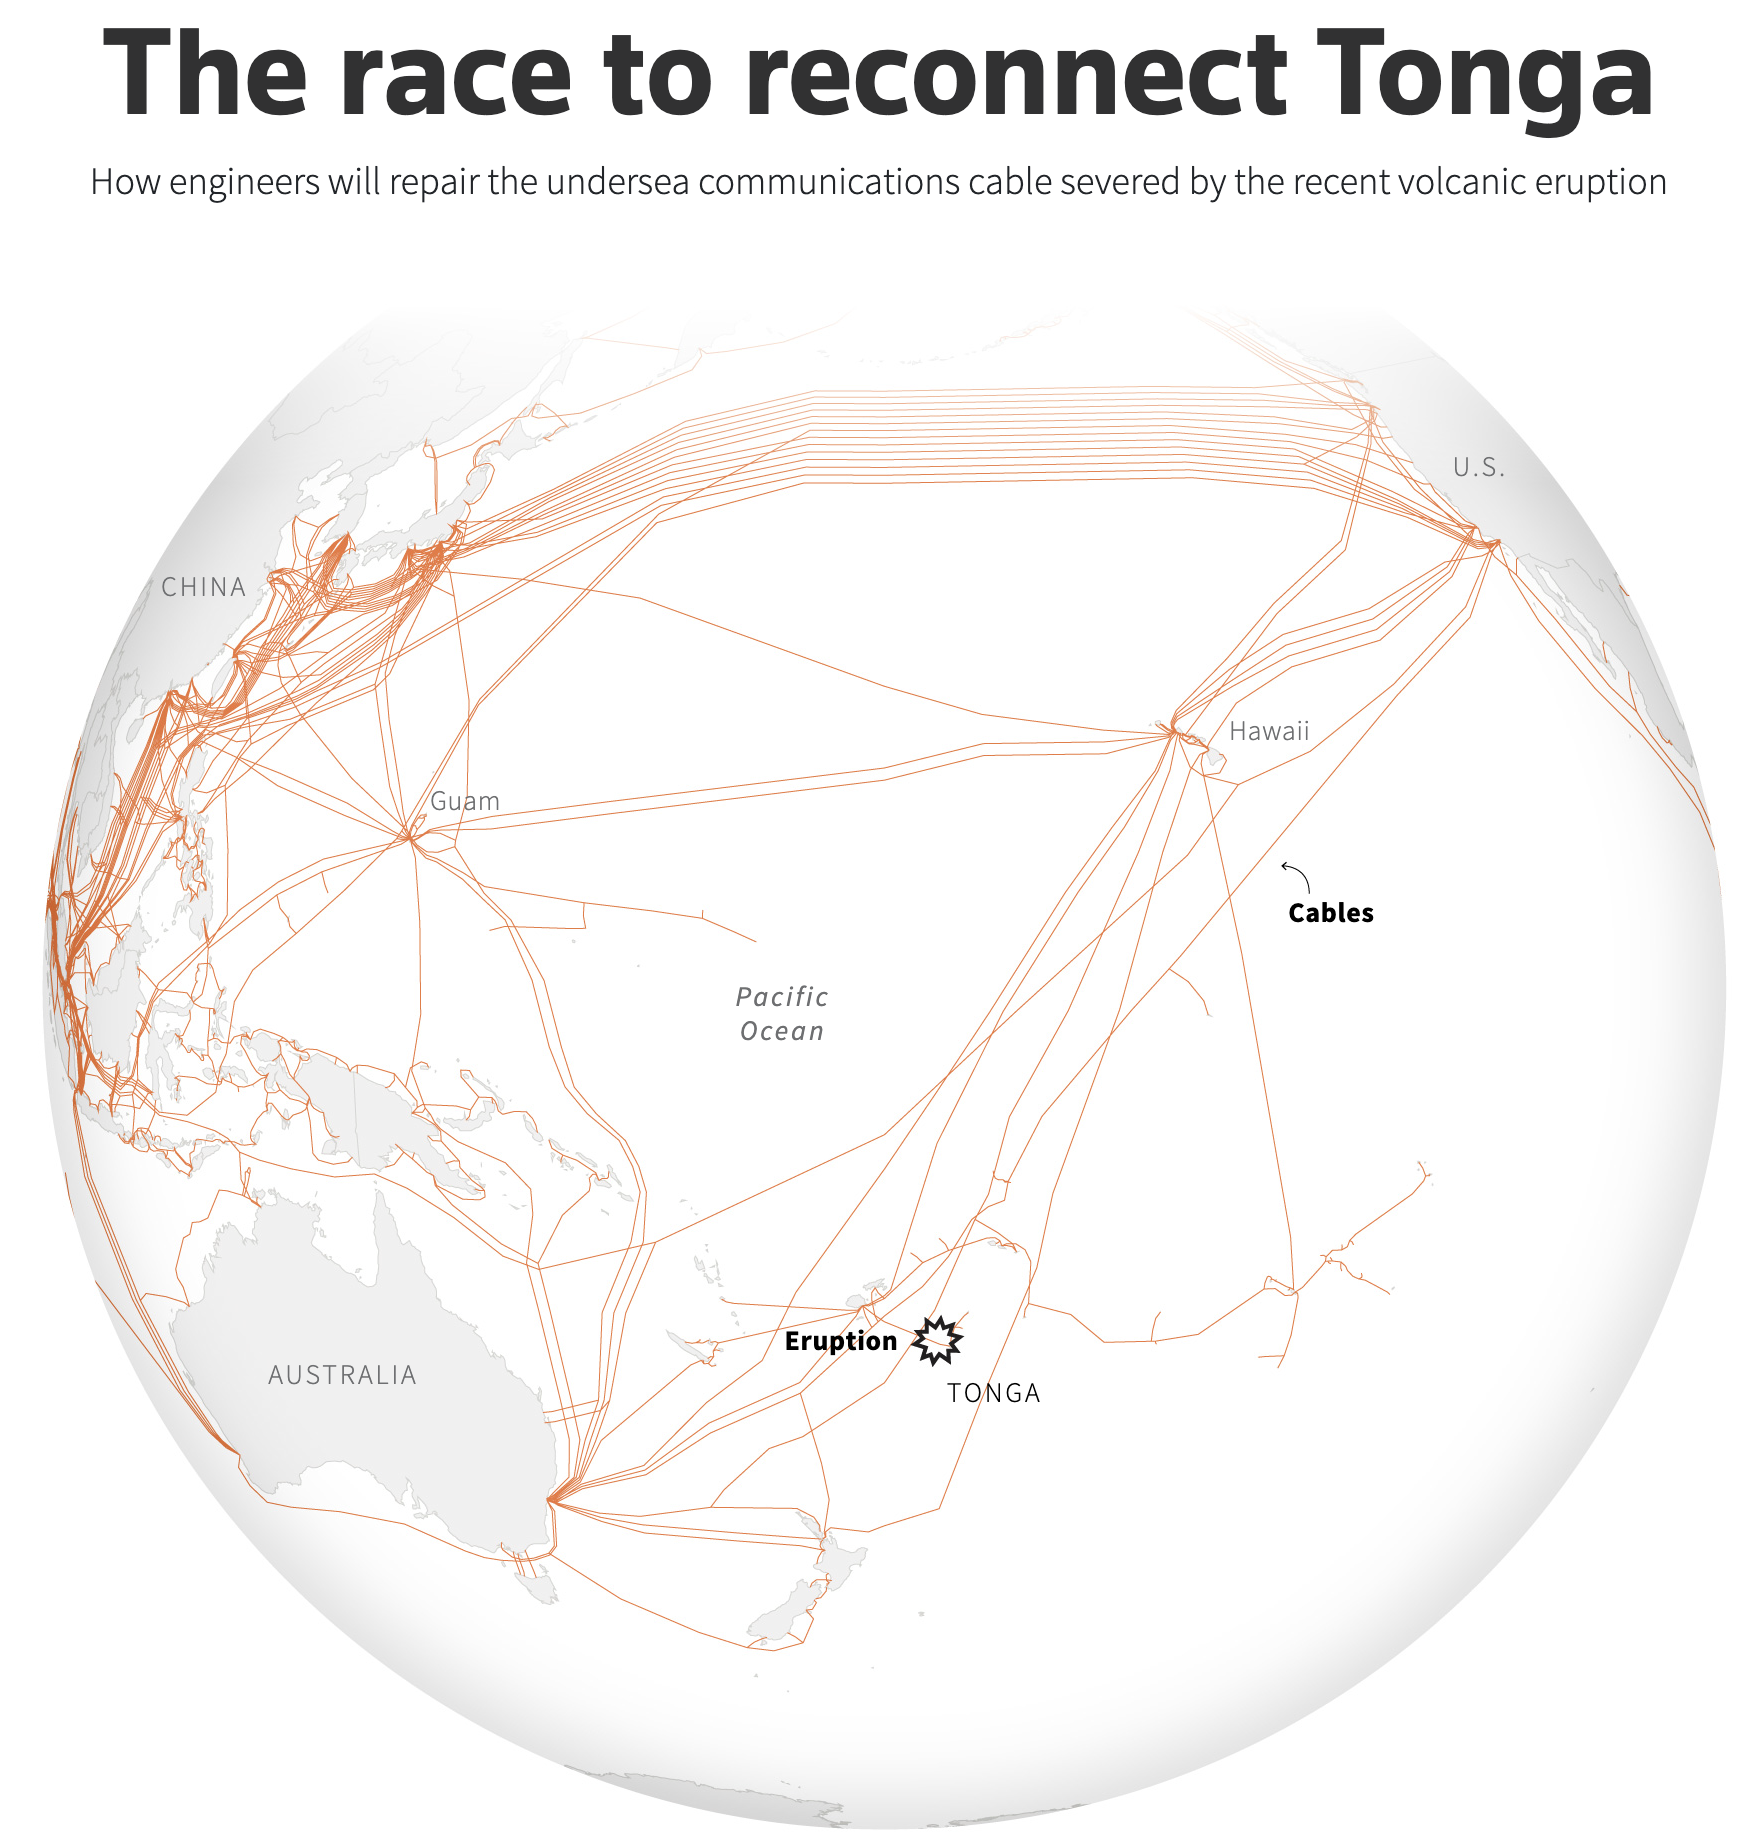 The race to reconnect Tonga
How engineers will repair the undersea communications cable severed by the recent volcanic eruption
U.S.
CHINA
Hawaii
Guam
Cables
Pacific
Ocean
Eruption
AUSTRALIA
TONGA